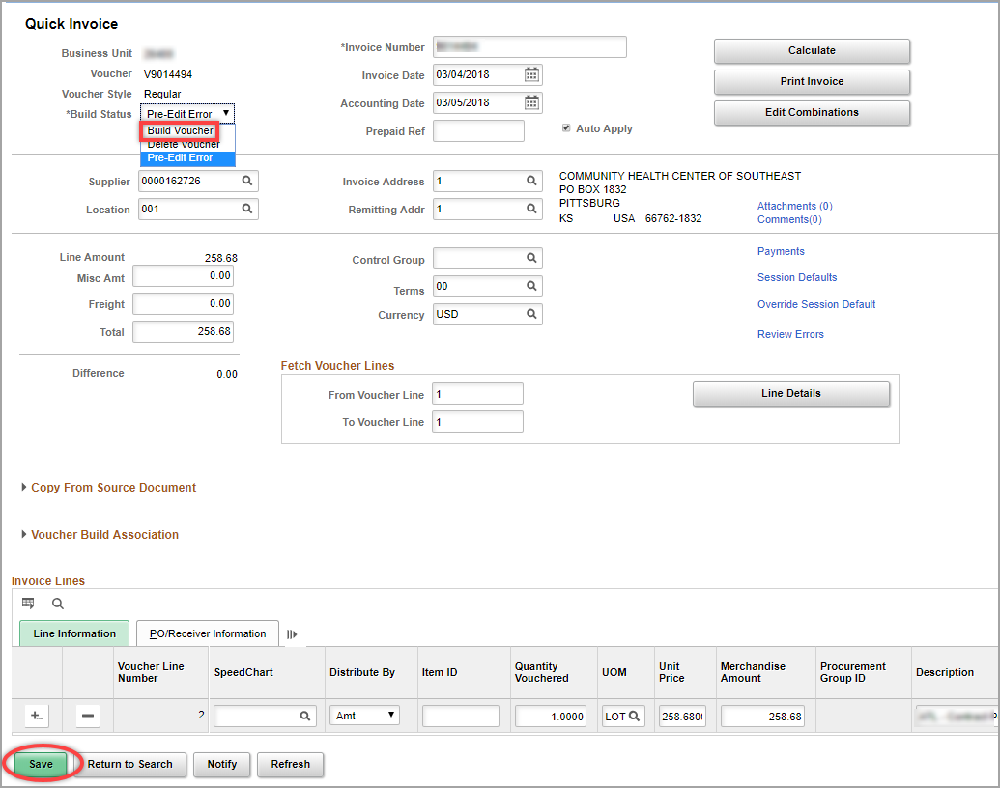 Quick Invoice
Business Unit
Voucher V9014494
Voucher Style Regular
*Build Status Pre-Edit Error
Build Voucher
Delete Voucher
Pre-Edit Error
*Invoice Number
Invoice Date 03/04/2018
Accounting Date 03/05/2018
Prepaid Ref
Auto Apply
Calculate
Print Invoice
Edit Combinations
Supplier 0000162726
Location 001
Invoice Address 1
Remitting Addr 1
COMMUNITY HEALTH CENTER OF SOUTHEAST
PO BOX 1832
PITTSBURG
KS USA 66762-1832
Attachments (0)
Comments(0)
Line Amount 258.68
Misc Amt 0.00
Freight 0.00
Total 258.68
Difference 0.00
Control Group
Terms 00
Currency USD
Payments
Session Defaults
Override Session Default
Review Errors
Fetch Voucher Lines
From Voucher Line 1
To Voucher Line 1
Line Details
Copy From Source Document
Voucher Build Association
Invoice Lines
Line Information PO/Receiver Information
Voucher Line Number SpeedChart Distribute By Item ID Quantity Vouchered UOM Unit Price Merchandise Amount Procurement Group ID Description
2 Amt 1.0000 LOT 258.680 258.68
Save Return to Search Notify Refresh